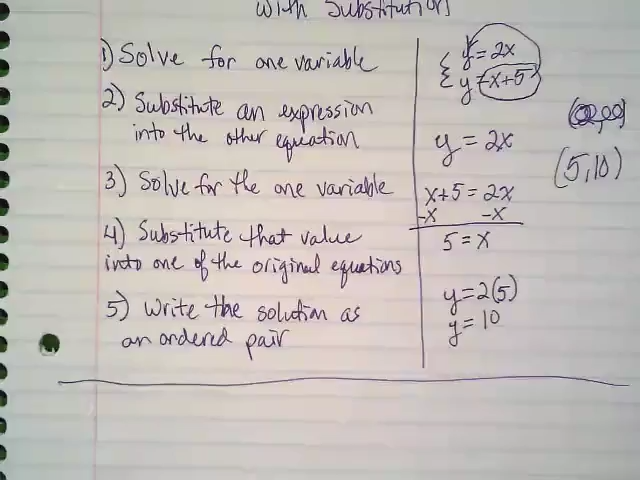 with Substitution
1) Solve for one variable
2) Substitute an expression
into the other equation
3) Solve for the one variable
4) Substitute that value
into one of the original equations
5) Write the solution as
an ordered pair
{ y = 2x
y = x+5
y = 2x
x+5 = 2x
-x -x
5 = x
y = 2(5)
y = 10
(5,10)